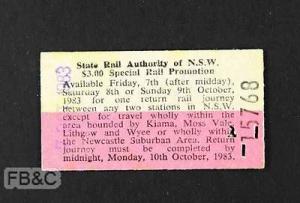 State Rail Authority of N.S.W.
$3.00 Special Rail Promotion
Available Friday, 7th (after midday),
Saturday 8th or Sunday 9th October,
1983 for one return rail journey
between any two stations in N.S.W.
except for travel wholly within the
area bounded by Kiama, Moss Vale,
Lithgow and Wyee or wholly within
the Newcastle Suburban Area. Return
journey must be completed by
midnight, Monday, 10th October, 1983.
15768
FB&C